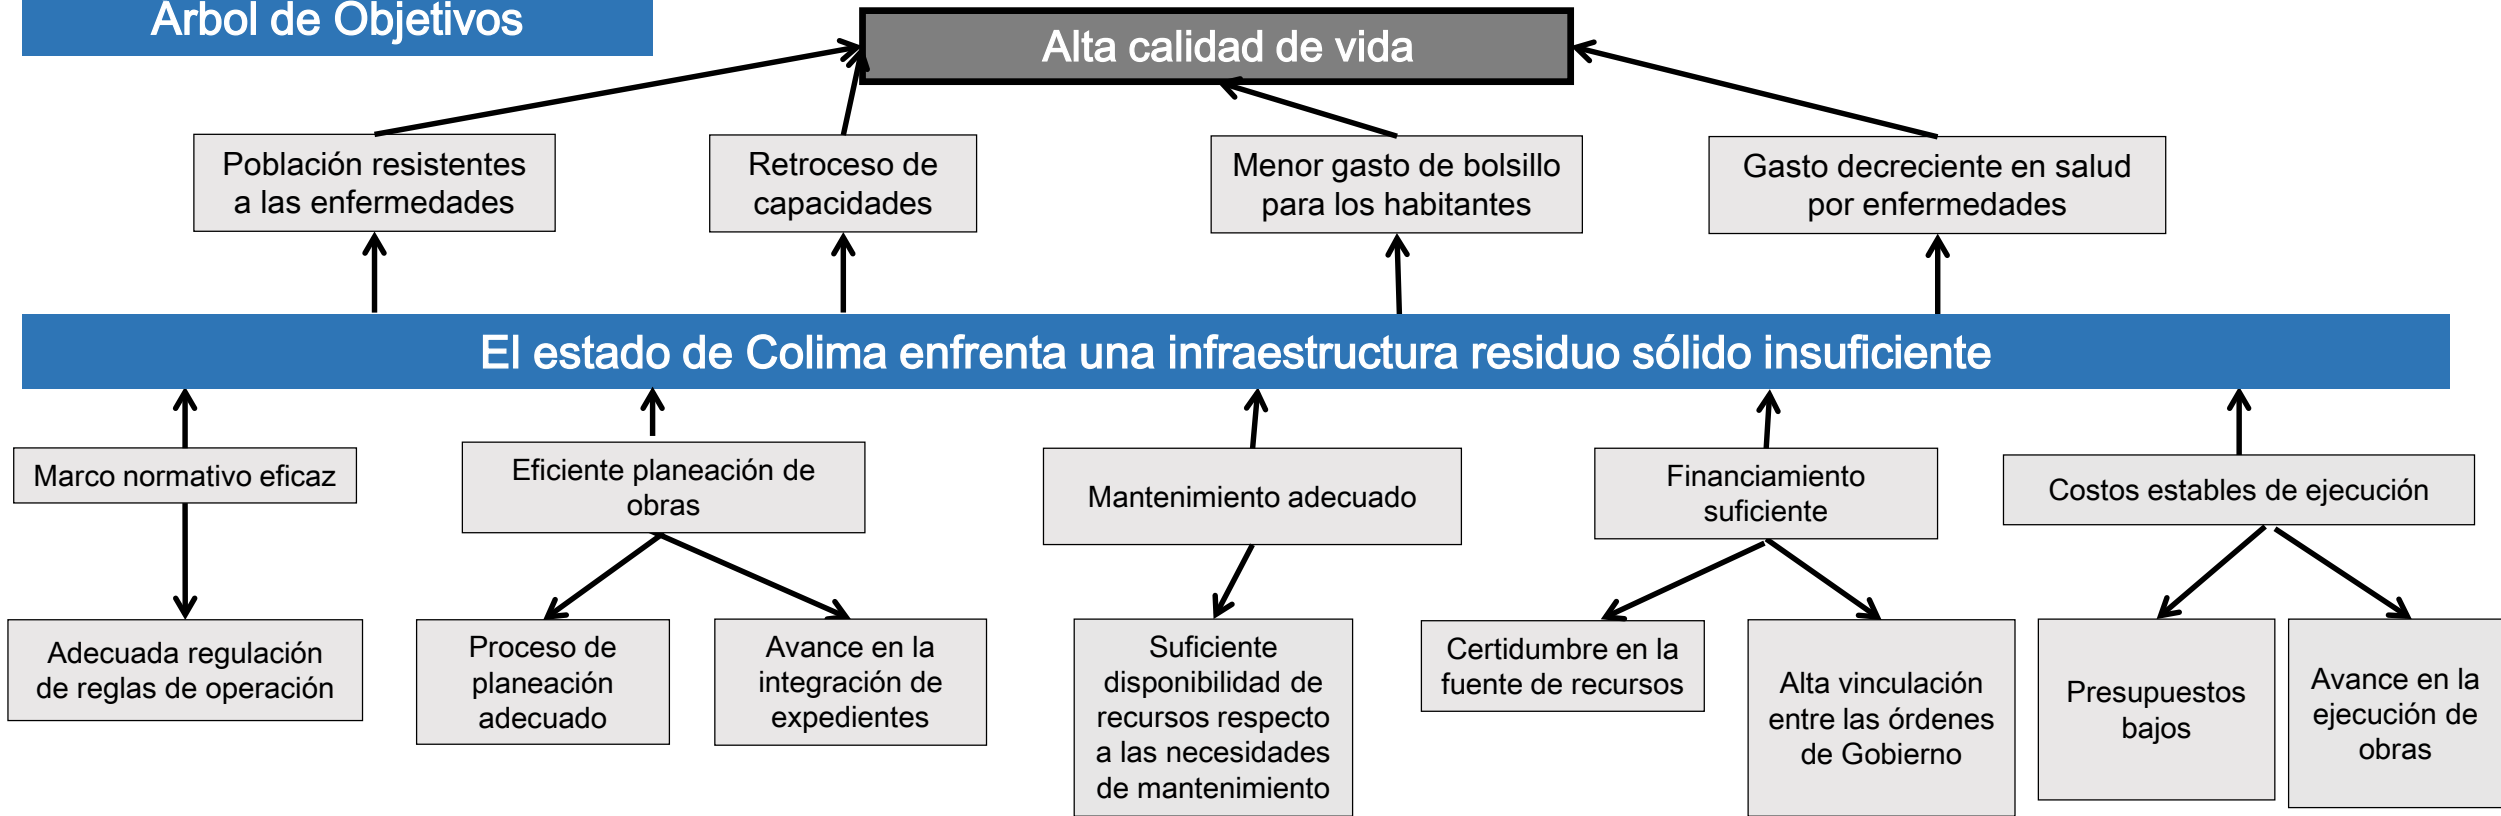 Arbol de Objetivos
Alta calidad de vida
Población resistentes
a las enfermedades
Retroceso de
capacidades
Menor gasto de bolsillo
para los habitantes
Gasto decreciente en salud
por enfermedades
El estado de Colima enfrenta una infraestructura residuo sólido insuficiente
Marco normativo eficaz
Eficiente planeación de
obras
Mantenimiento adecuado
Financiamiento
suficiente
Costos estables de ejecución
Adecuada regulación
de reglas de operación
Proceso de
planeación
adecuado
Avance en la
integración de
expedientes
Suficiente
disponibilidad de
recursos respecto
a las necesidades
de mantenimiento
Certidumbre en la
fuente de recursos
Alta vinculación
entre las órdenes
de Gobierno
Presupuestos
bajos
Avance en la
ejecución de
obras